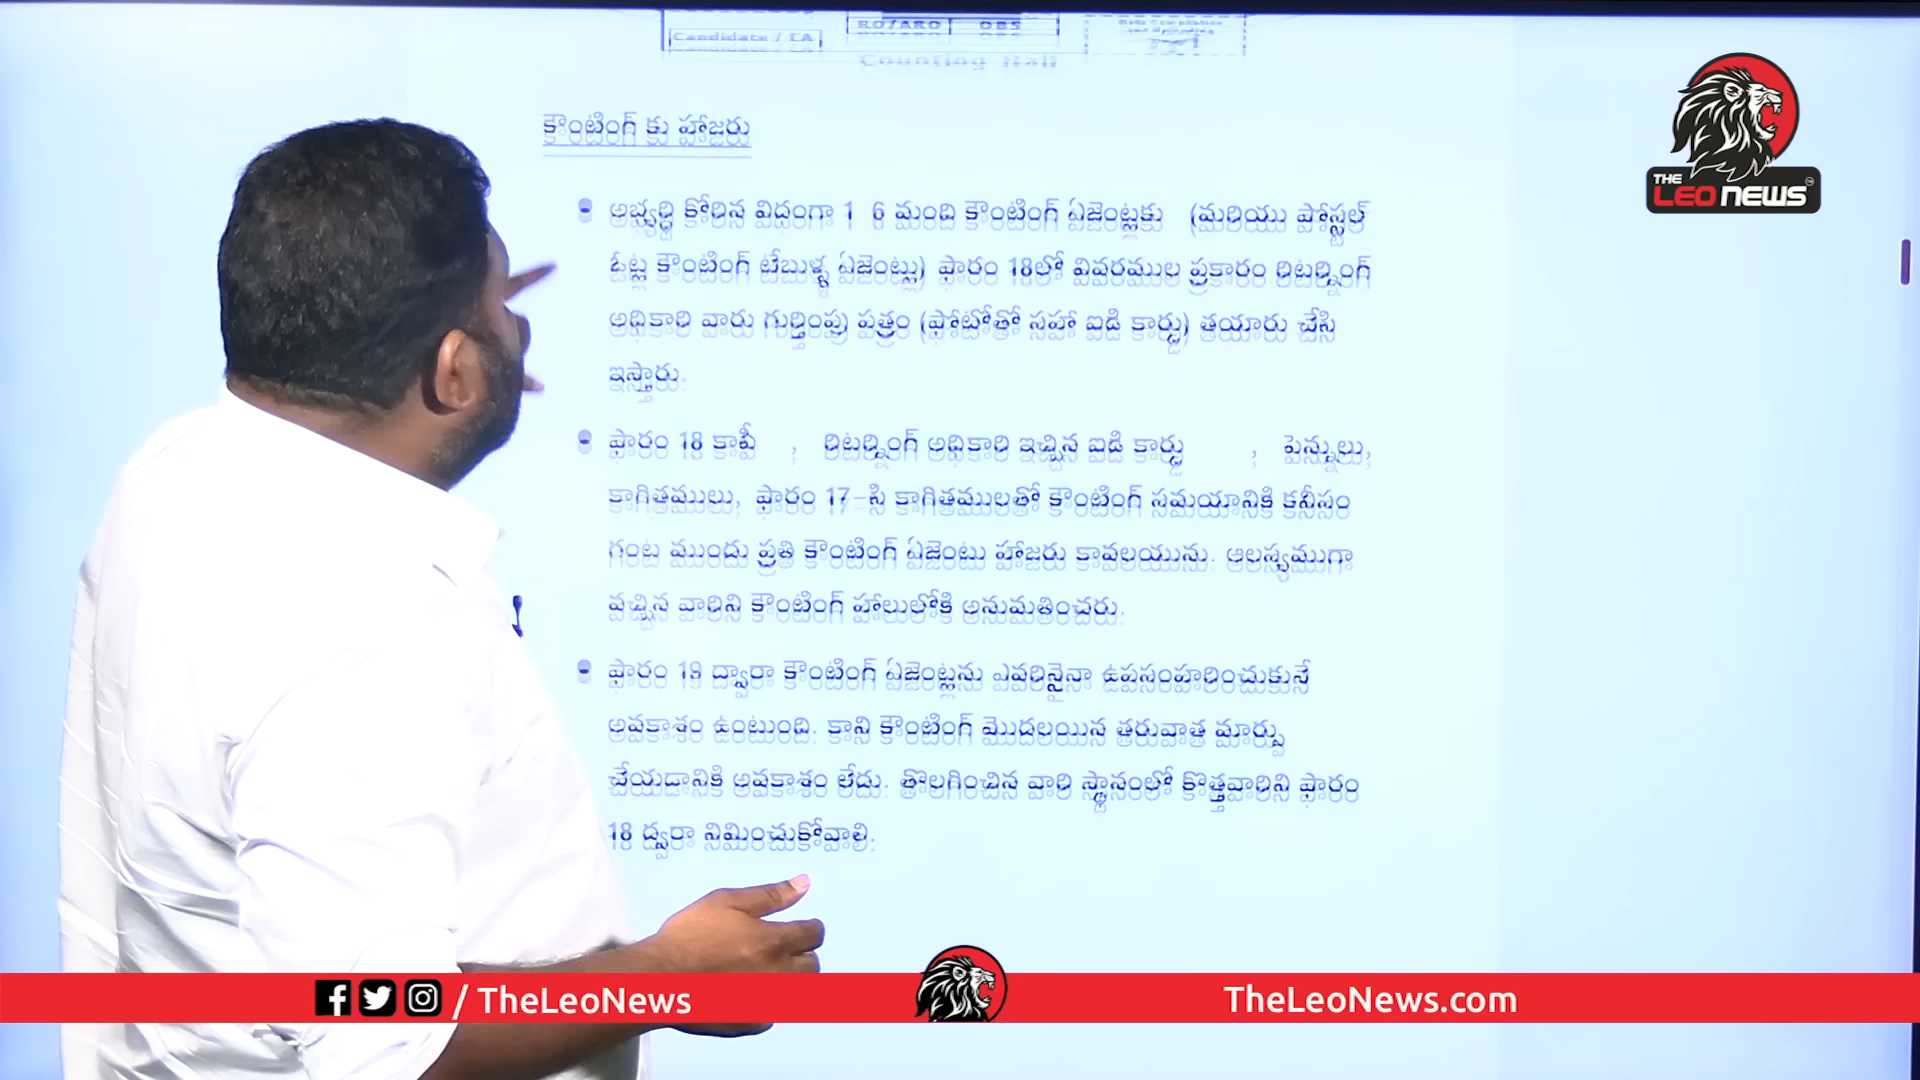 Candidate / EA
RO/ARO
OBS
Counting Hall
కౌంటింగ్ కు హాజరు
THE
LEO NEWS
• అభ్యర్థి కోరిన విధంగా 1 6 మంది కౌంటింగ్ ఏజెంట్లకు (మరియు పోస్టల్
ఓట్ల కౌంటింగ్ టేబుళ్ళ ఏజెంట్లు) ఫారం 18లో వివరముల ప్రకారం రిటర్నింగ్
అధికారి వారు గుర్తింపు పత్రం (ఫోటోతో సహా ఐడి కార్డు) తయారు చేసి
ఇస్తారు.
• ఫారం 18 కాపీ , రిటర్నింగ్ అధికారి ఇచ్చిన ఐడి కార్డు , పెన్నులు,
కాగితములు, ఫారం 17-సి కాగితములతో కౌంటింగ్ సమయానికి కనీసం
గంట ముందు ప్రతి కౌంటింగ్ ఏజెంటు హాజరు కావలయును. ఆలస్యముగా
వచ్చిన వారిని కౌంటింగ్ హాలులోకి అనుమతించరు.
• ఫారం 19 ద్వారా కౌంటింగ్ ఏజెంట్లను ఎవరినైనా ఉపసంహరించుకునే
అవకాశం ఉంటుంది. కాని కౌంటింగ్ మొదలయిన తరువాత మార్పు
చేయడానికి అవకాశం లేదు. తొలగించిన వారి స్థానంలో కొత్తవారిని ఫారం
18 ద్వరా నిమించుకోవాలి.
/ TheLeoNews
TheLeoNews.com